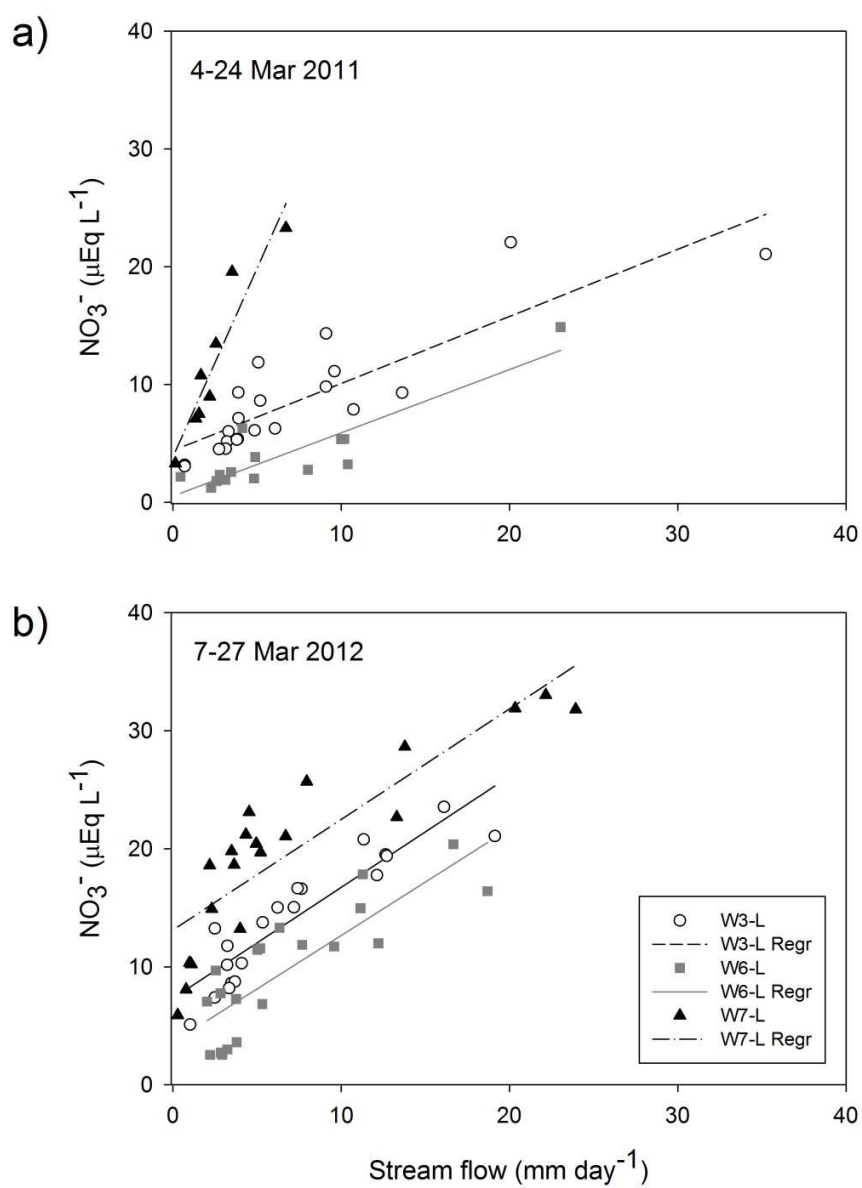 a)
4-24 Mar 2011
40
30
20
10
0
NO₃⁻ (μEq L⁻¹)
0 10 20 30 40
b)
7-27 Mar 2012
40
30
20
10
0
NO₃⁻ (μEq L⁻¹)
W3-L
W3-L Regr
W6-L
W6-L Regr
W7-L
W7-L Regr
0 10 20 30 40
Stream flow (mm day⁻¹)